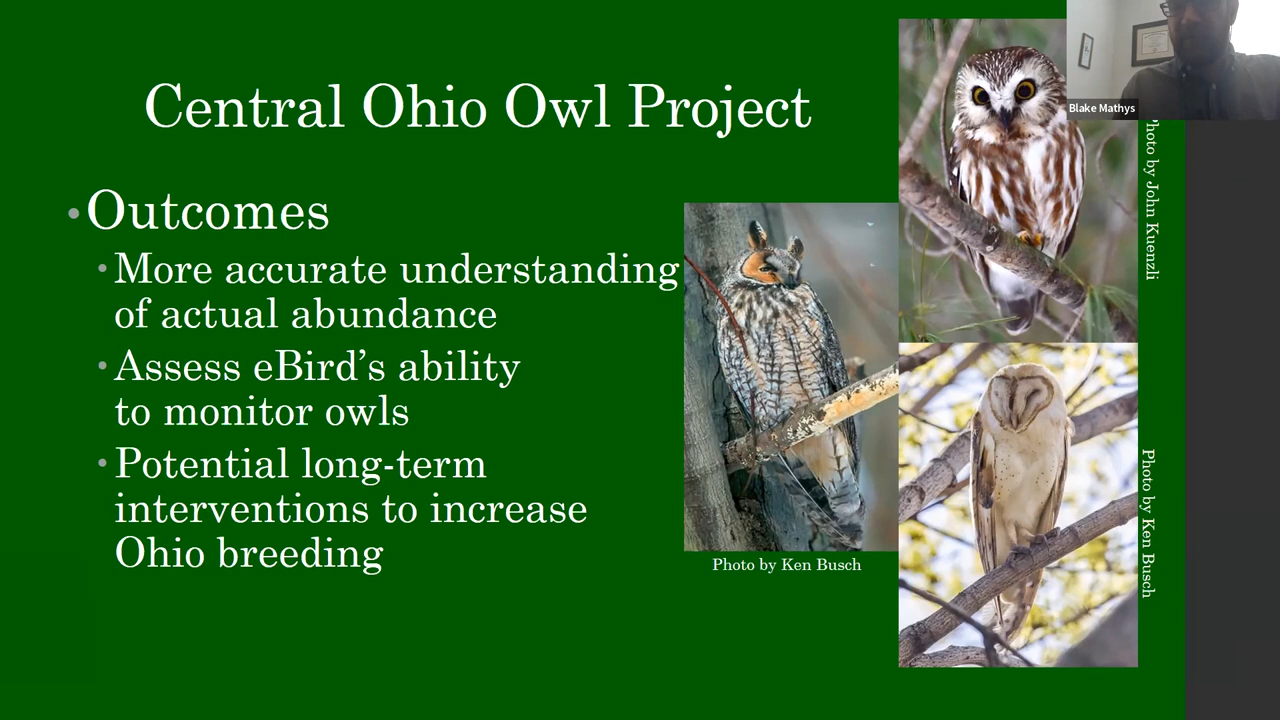 Central Ohio Owl Project
•Outcomes
•More accurate understanding
of actual abundance
•Assess eBird’s ability
to monitor owls
•Potential long-term
interventions to increase
Ohio breeding
Photo by Ken Busch
Photo by John Kuenzli
Photo by Ken Busch
Blake Mathys